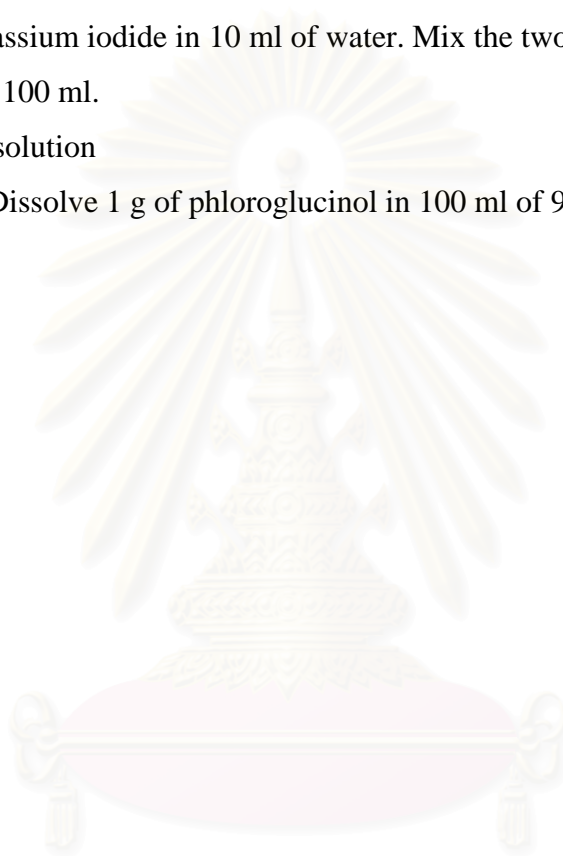 assium iodide in 10 ml of water. Mix the two
100 ml.
solution
Dissolve 1 g of phloroglucinol in 100 ml of 9